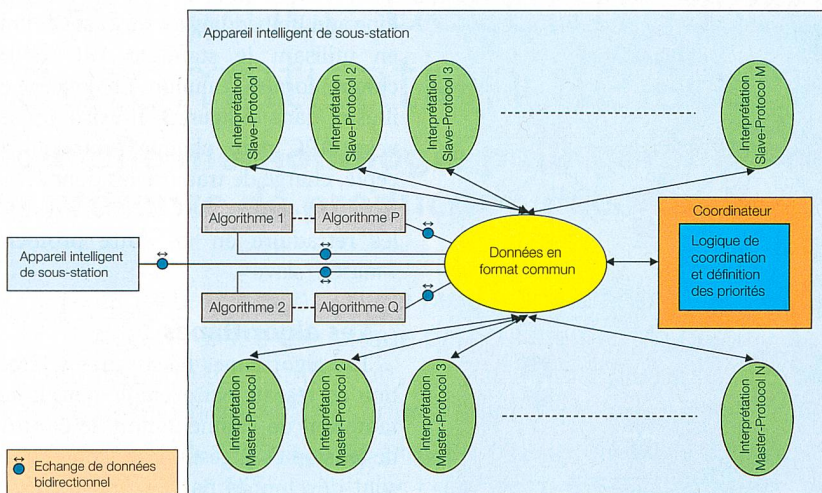 Appareil intelligent de sous-station
Interprétation
Slave-Protocol 1
Interprétation
Slave-Protocol 2
Interprétation
Slave-Protocol 3
Interprétation
Slave-Protocol M
Algorithme 1
Algorithme P
Appareil intelligent
de sous-station
Données en
format commun
Coordinateur
Logique de
coordination
et définition
des priorités
Algorithme 2
Algorithme Q
Interprétation
Master-Protocol 1
Interprétation
Master-Protocol 2
Interprétation
Master-Protocol 3
Interprétation
Master-Protocol N
Echange de données
bidirectionnel